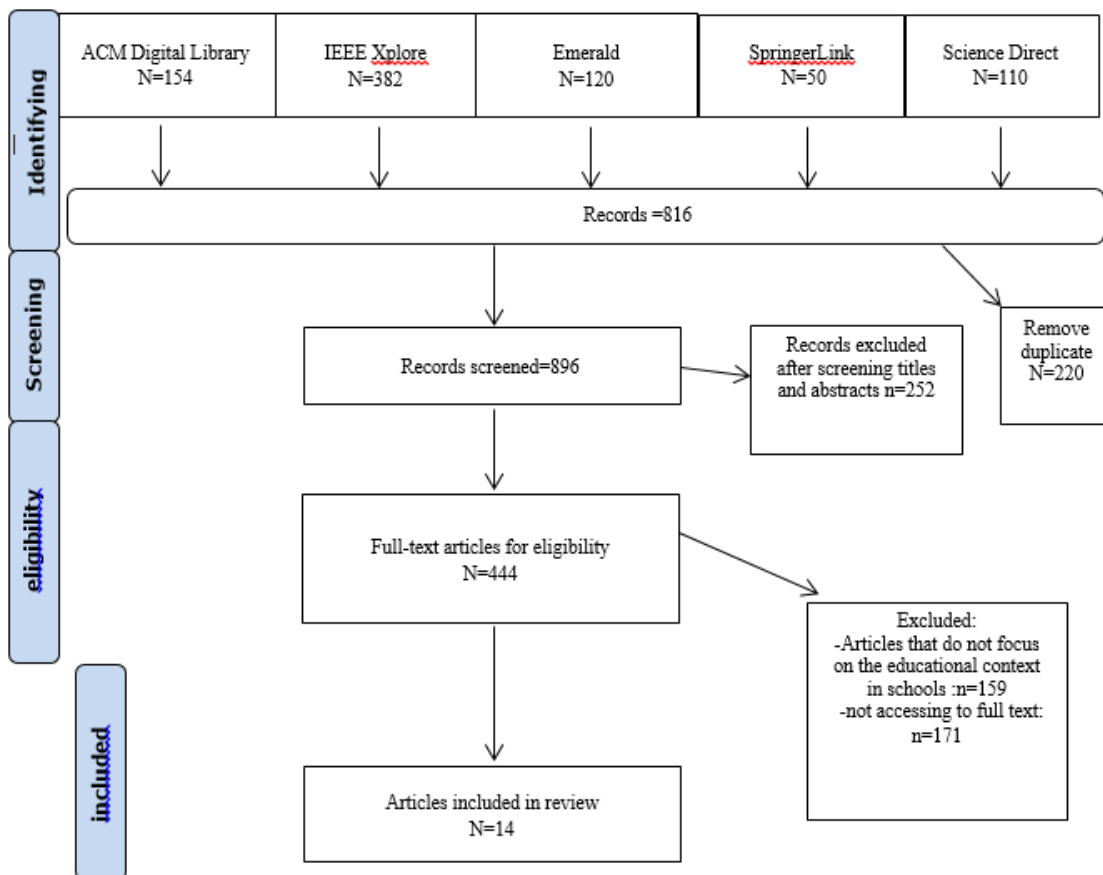 Identifying
ACM Digital Library
N=154
IEEE Xplore
N=382
Emerald
N=120
SpringerLink
N=50
Science Direct
N=110
Records =816
Screening
Records screened=896
Records excluded
after screening titles
and abstracts n=252
Remove
duplicate
N=220
eligibility
Full-text articles for eligibility
N=444
Excluded:
-Articles that do not focus
on the educational context
in schools :n=159
-not accessing to full text:
n=171
included
Articles included in review
N=14